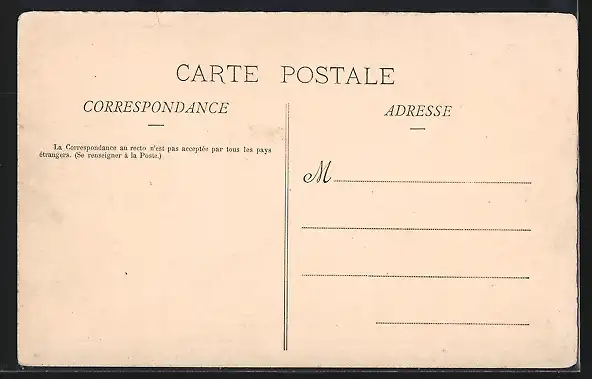 CARTE POSTALE
CORRESPONDANCE
ADRESSE
La Correspondance au recto n'est pas acceptée par tous les pays
étrangers. (Se renseigner à la Poste.)
M